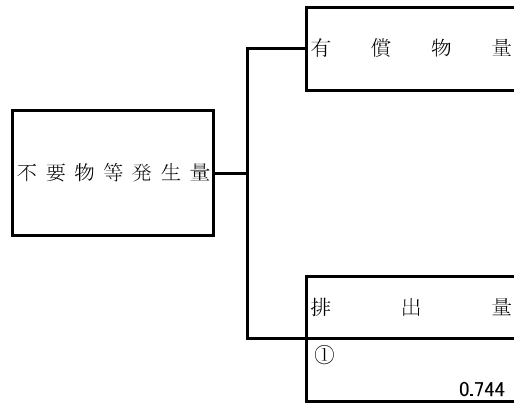 有償物量
不要物等発生量
排出量
①
0.744